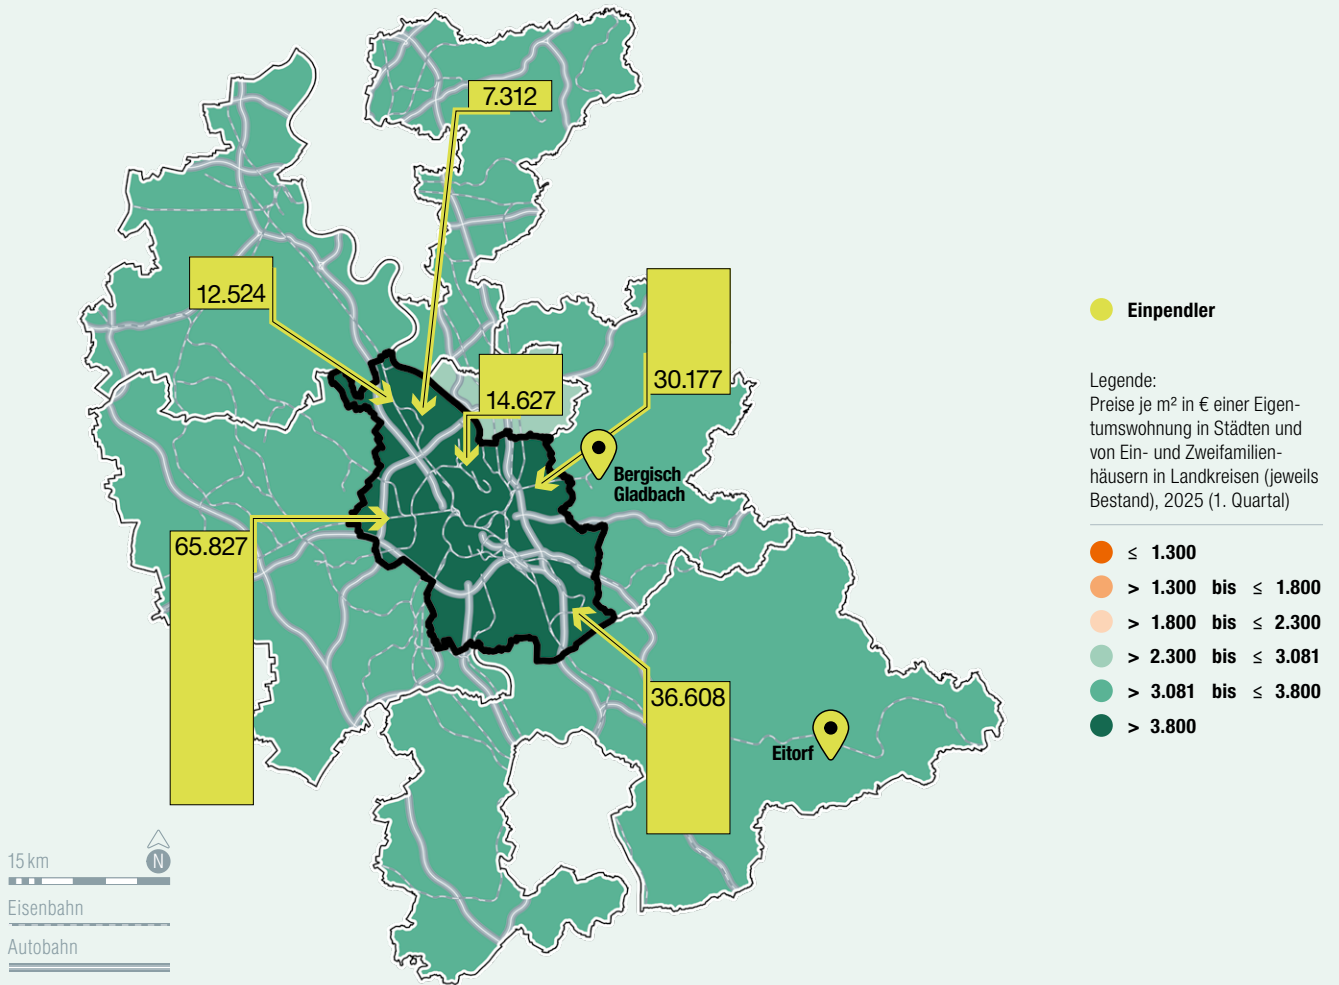 7.312
12.524
30.177
14.627
Bergisch
Gladbach
65.827
36.608
Eitorf
15 km
N
Eisenbahn
Autobahn
Einpendler
Legende:
Preise je m² in € einer Eigen-
tumswohnung in Städten und
von Ein- und Zweifamilien-
häusern in Landkreisen (jeweils
Bestand), 2025 (1. Quartal)
≤ 1.300
> 1.300 bis ≤ 1.800
> 1.800 bis ≤ 2.300
> 2.300 bis ≤ 3.081
> 3.081 bis ≤ 3.800
> 3.800